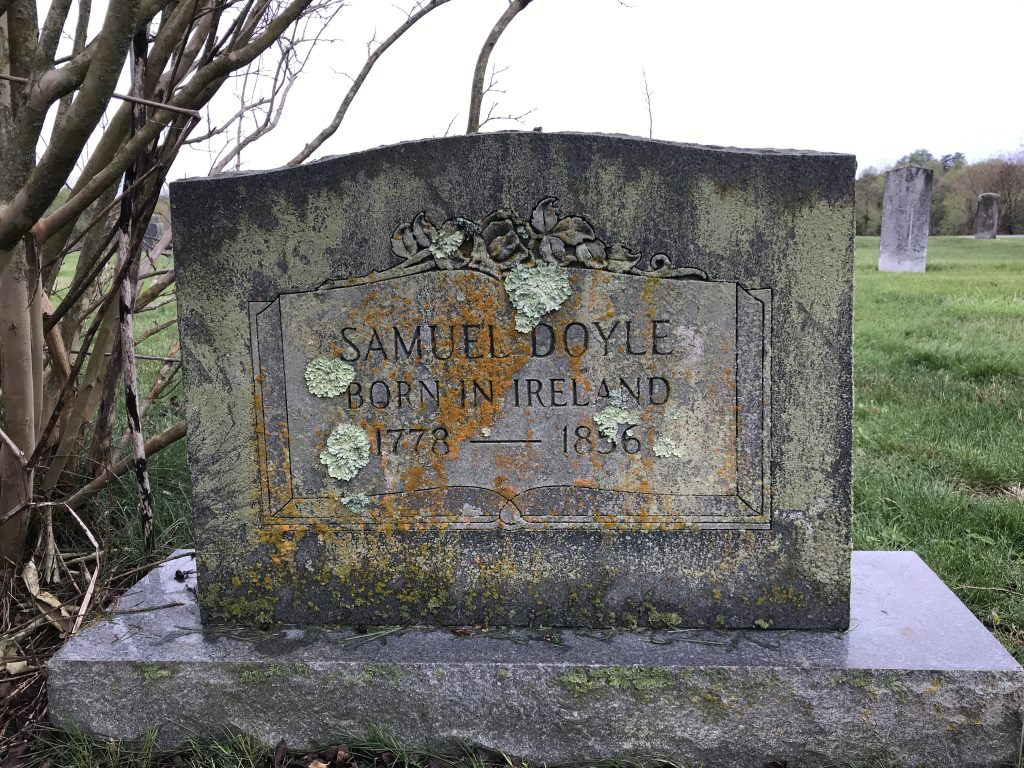 SAMUEL DOYLE
BORN IN IRELAND
1778 — 1856